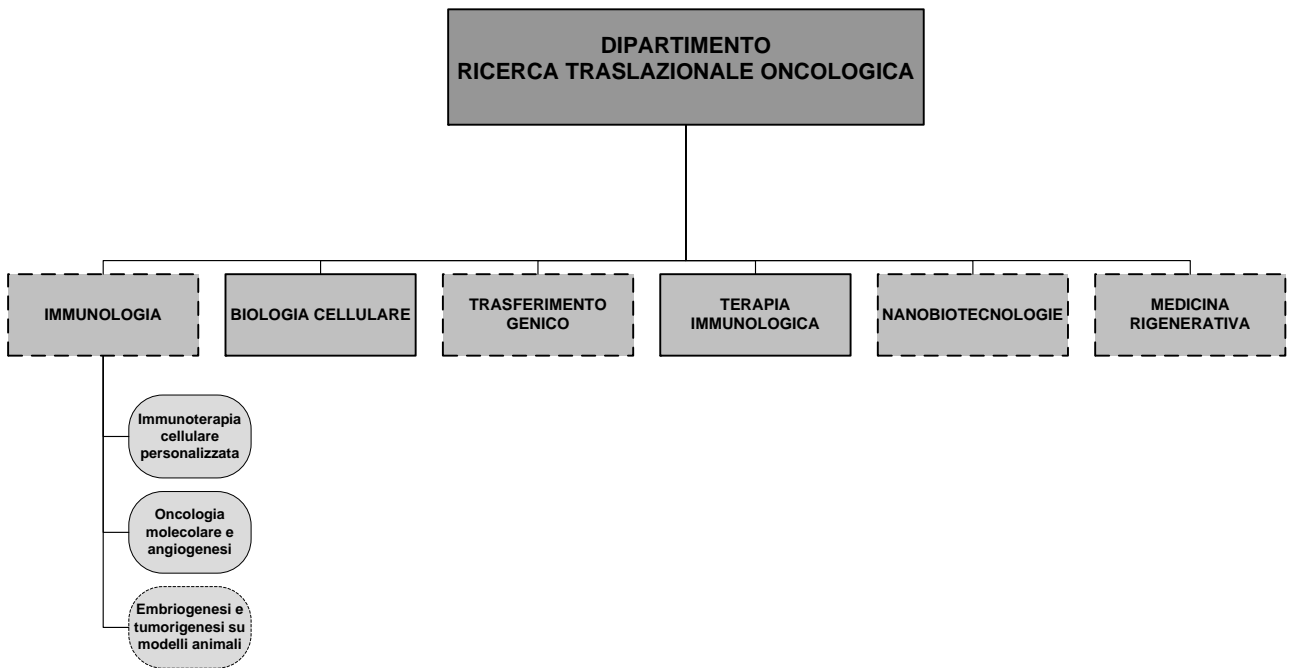 DIPARTIMENTO
RICERCA TRASLAZIONALE ONCOLOGICA
IMMUNOLOGIA
BIOLOGIA CELLULARE
TRASFERIMENTO
GENICO
TERAPIA
IMMUNOLOGICA
NANOBIOTECNOLOGIE
MEDICINA
RIGENERATIVA
Immunoterapia
cellulare
personalizzata
Oncologia
molecolare e
angiogenesi
Embriogenesi e
tumorigenesi su
modelli animali